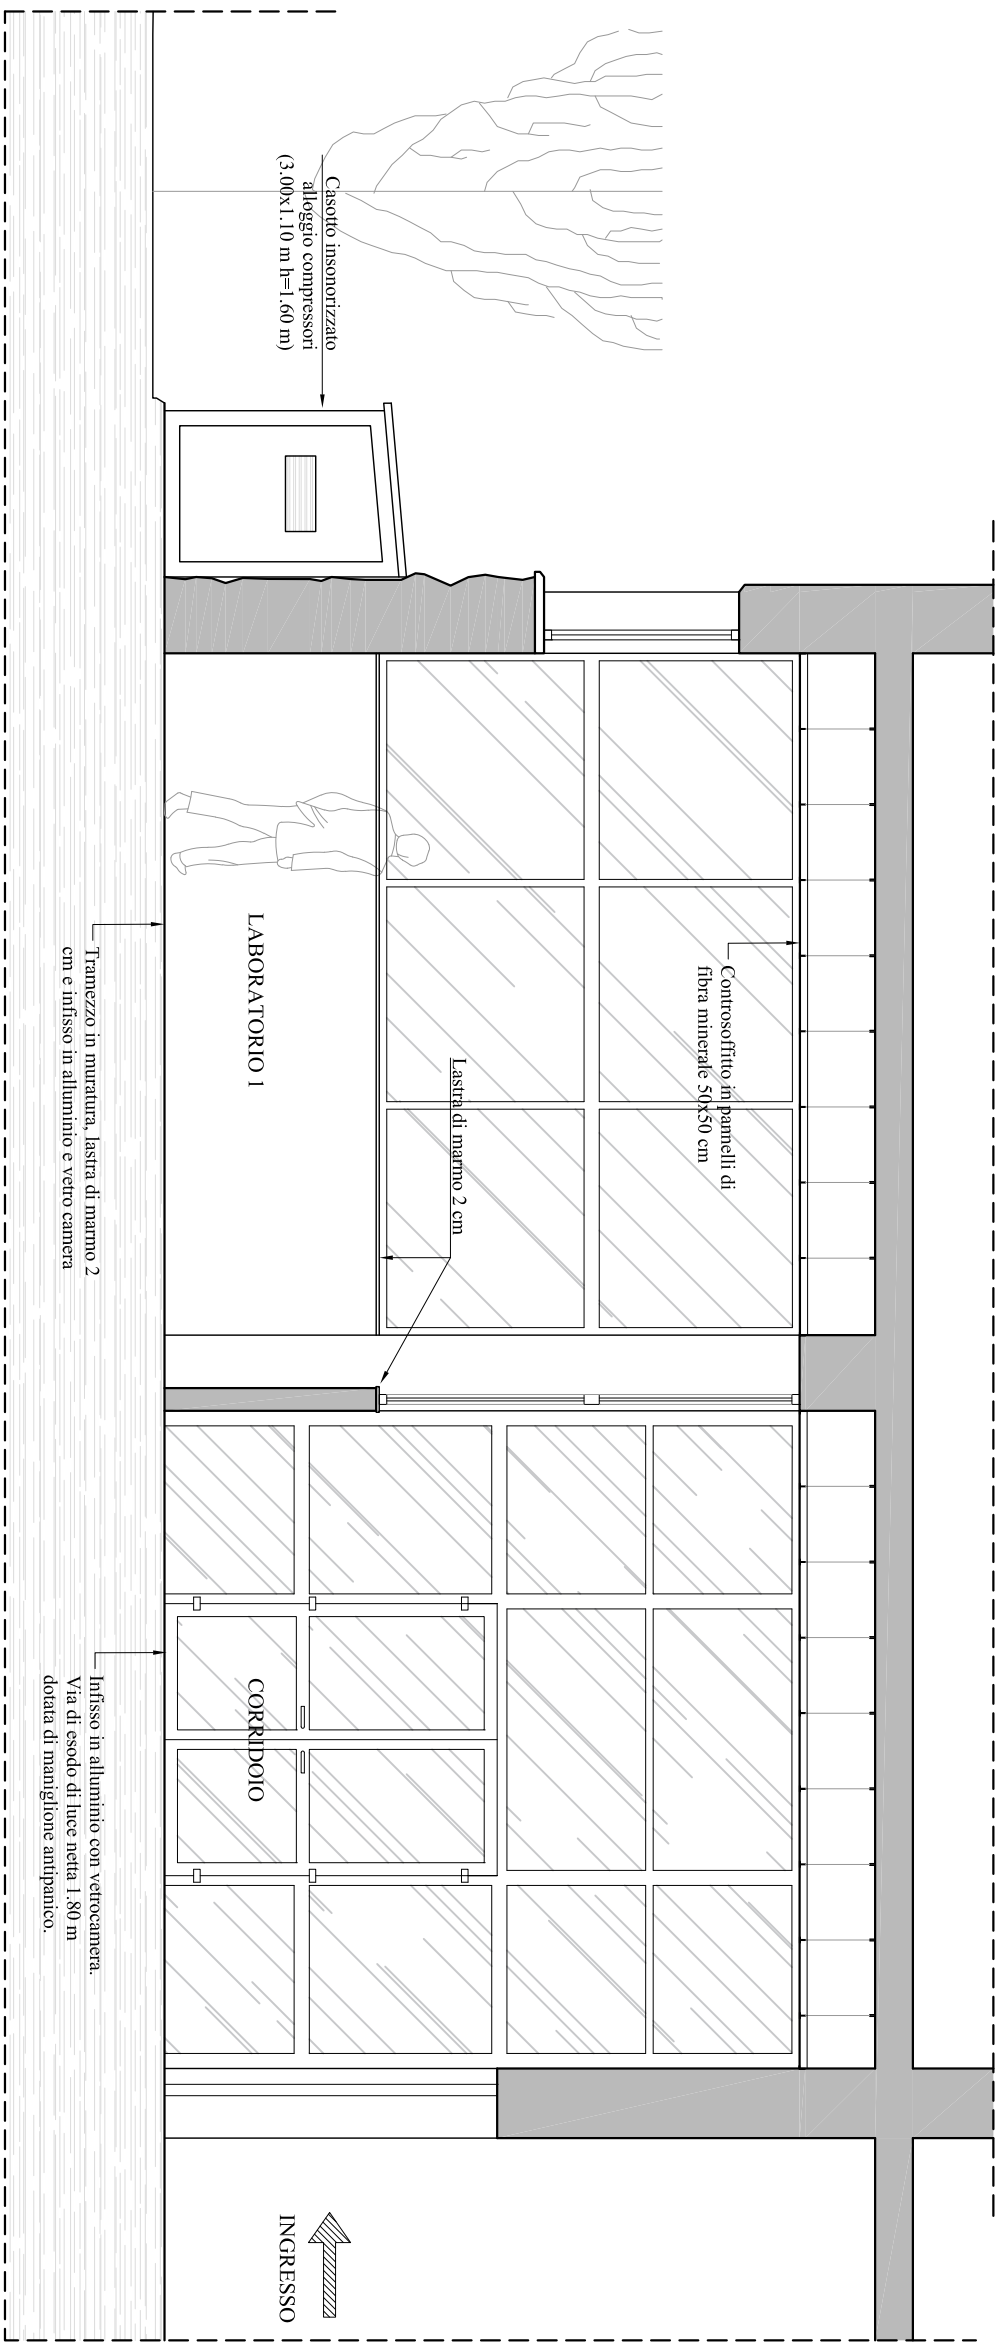 Casotto insonorizzato
alloggio compressori
(3.00x1.10 m h=1.60 m)
Controsoffitto in pannelli di
fibra minerale 50x50 cm
Lastra di marmo 2 cm
LABORATORIO 1
Tramezzo in muratura, lastra di marmo 2
cm e infisso in alluminio e vetro camera
CORRIDOIO
Infisso in alluminio con vetrocamera.
Via di esodo di luce netta 1.80 m
dotata di maniglione antipanico.
INGRESSO